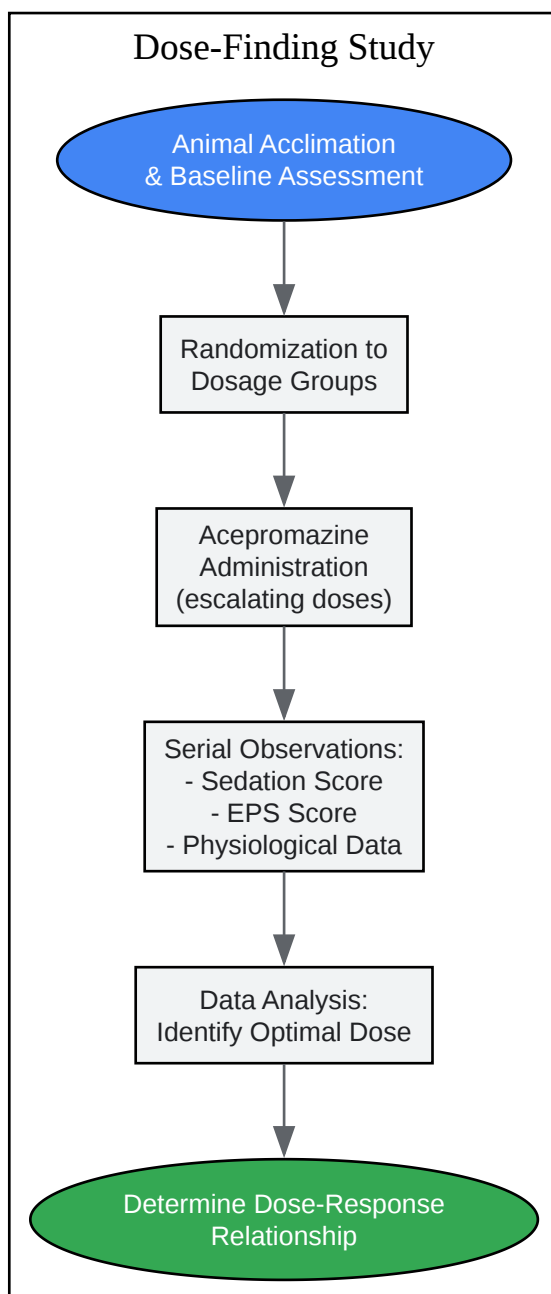 Dose-Finding Study
Animal Acclimation
& Baseline Assessment
Randomization to
Dosage Groups
Acepromazine
Administration
(escalating doses)
Serial Observations:
- Sedation Score
- EPS Score
- Physiological Data
Data Analysis:
Identify Optimal Dose
Determine Dose-Response
Relationship